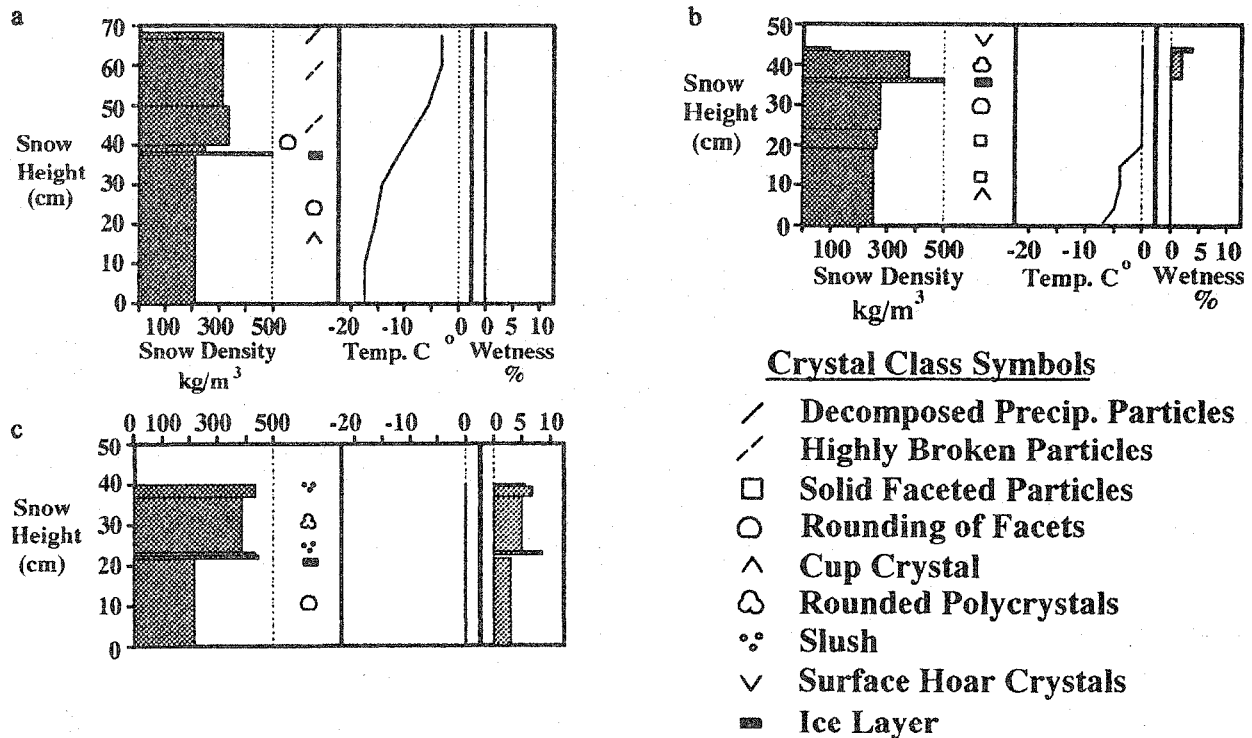 a
70
60
50
40
30
20
10
0
Snow
Height
(cm)
100 300 500 -20 -10 0 0 5 10
Snow Density Temp. C o Wetness
kg/m3 %
b
50
40
30
20
10
0
Snow
Height
(cm)
100 300 500 -20 -10 0 0 5 10
Snow Density Temp. C o Wetness
kg/m3 %
c
0 100 300 500 -20 -10 0 0 5 10
50
40
30
20
10
0
Snow
Height
(cm)
Crystal Class Symbols
Decomposed Precip. Particles
Highly Broken Particles
Solid Faceted Particles
Rounding of Facets
Cup Crystal
Rounded Polycrystals
Slush
Surface Hoar Crystals
Ice Layer